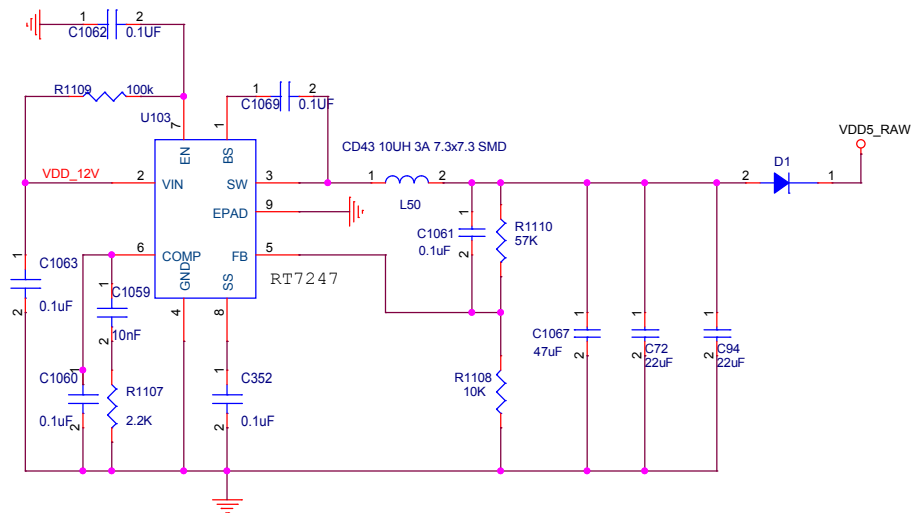 1
2
C1062
0.1UF
R1109
100k
1
2
C1069
0.1UF
U103
7
1
EN
BS
CD43 10UH 3A 7.3x7.3 SMD
VDD5_RAW
D1
VDD_12V
2
VIN
SW
3
1
2
L50
2
1
EPAD
9
C1061
0.1uF
1
2
R1110
57K
6
COMP
FB
5
GND
SS
RT7247
1
C1063
0.1uF
2
1
C1059
10nF
2
4
8
1
C1067
47uF
2
1
C72
22uF
2
1
C94
22uF
2
C1060
1
0.1uF
2
R1107
2.2K
1
C352
0.1uF
2
R1108
10K